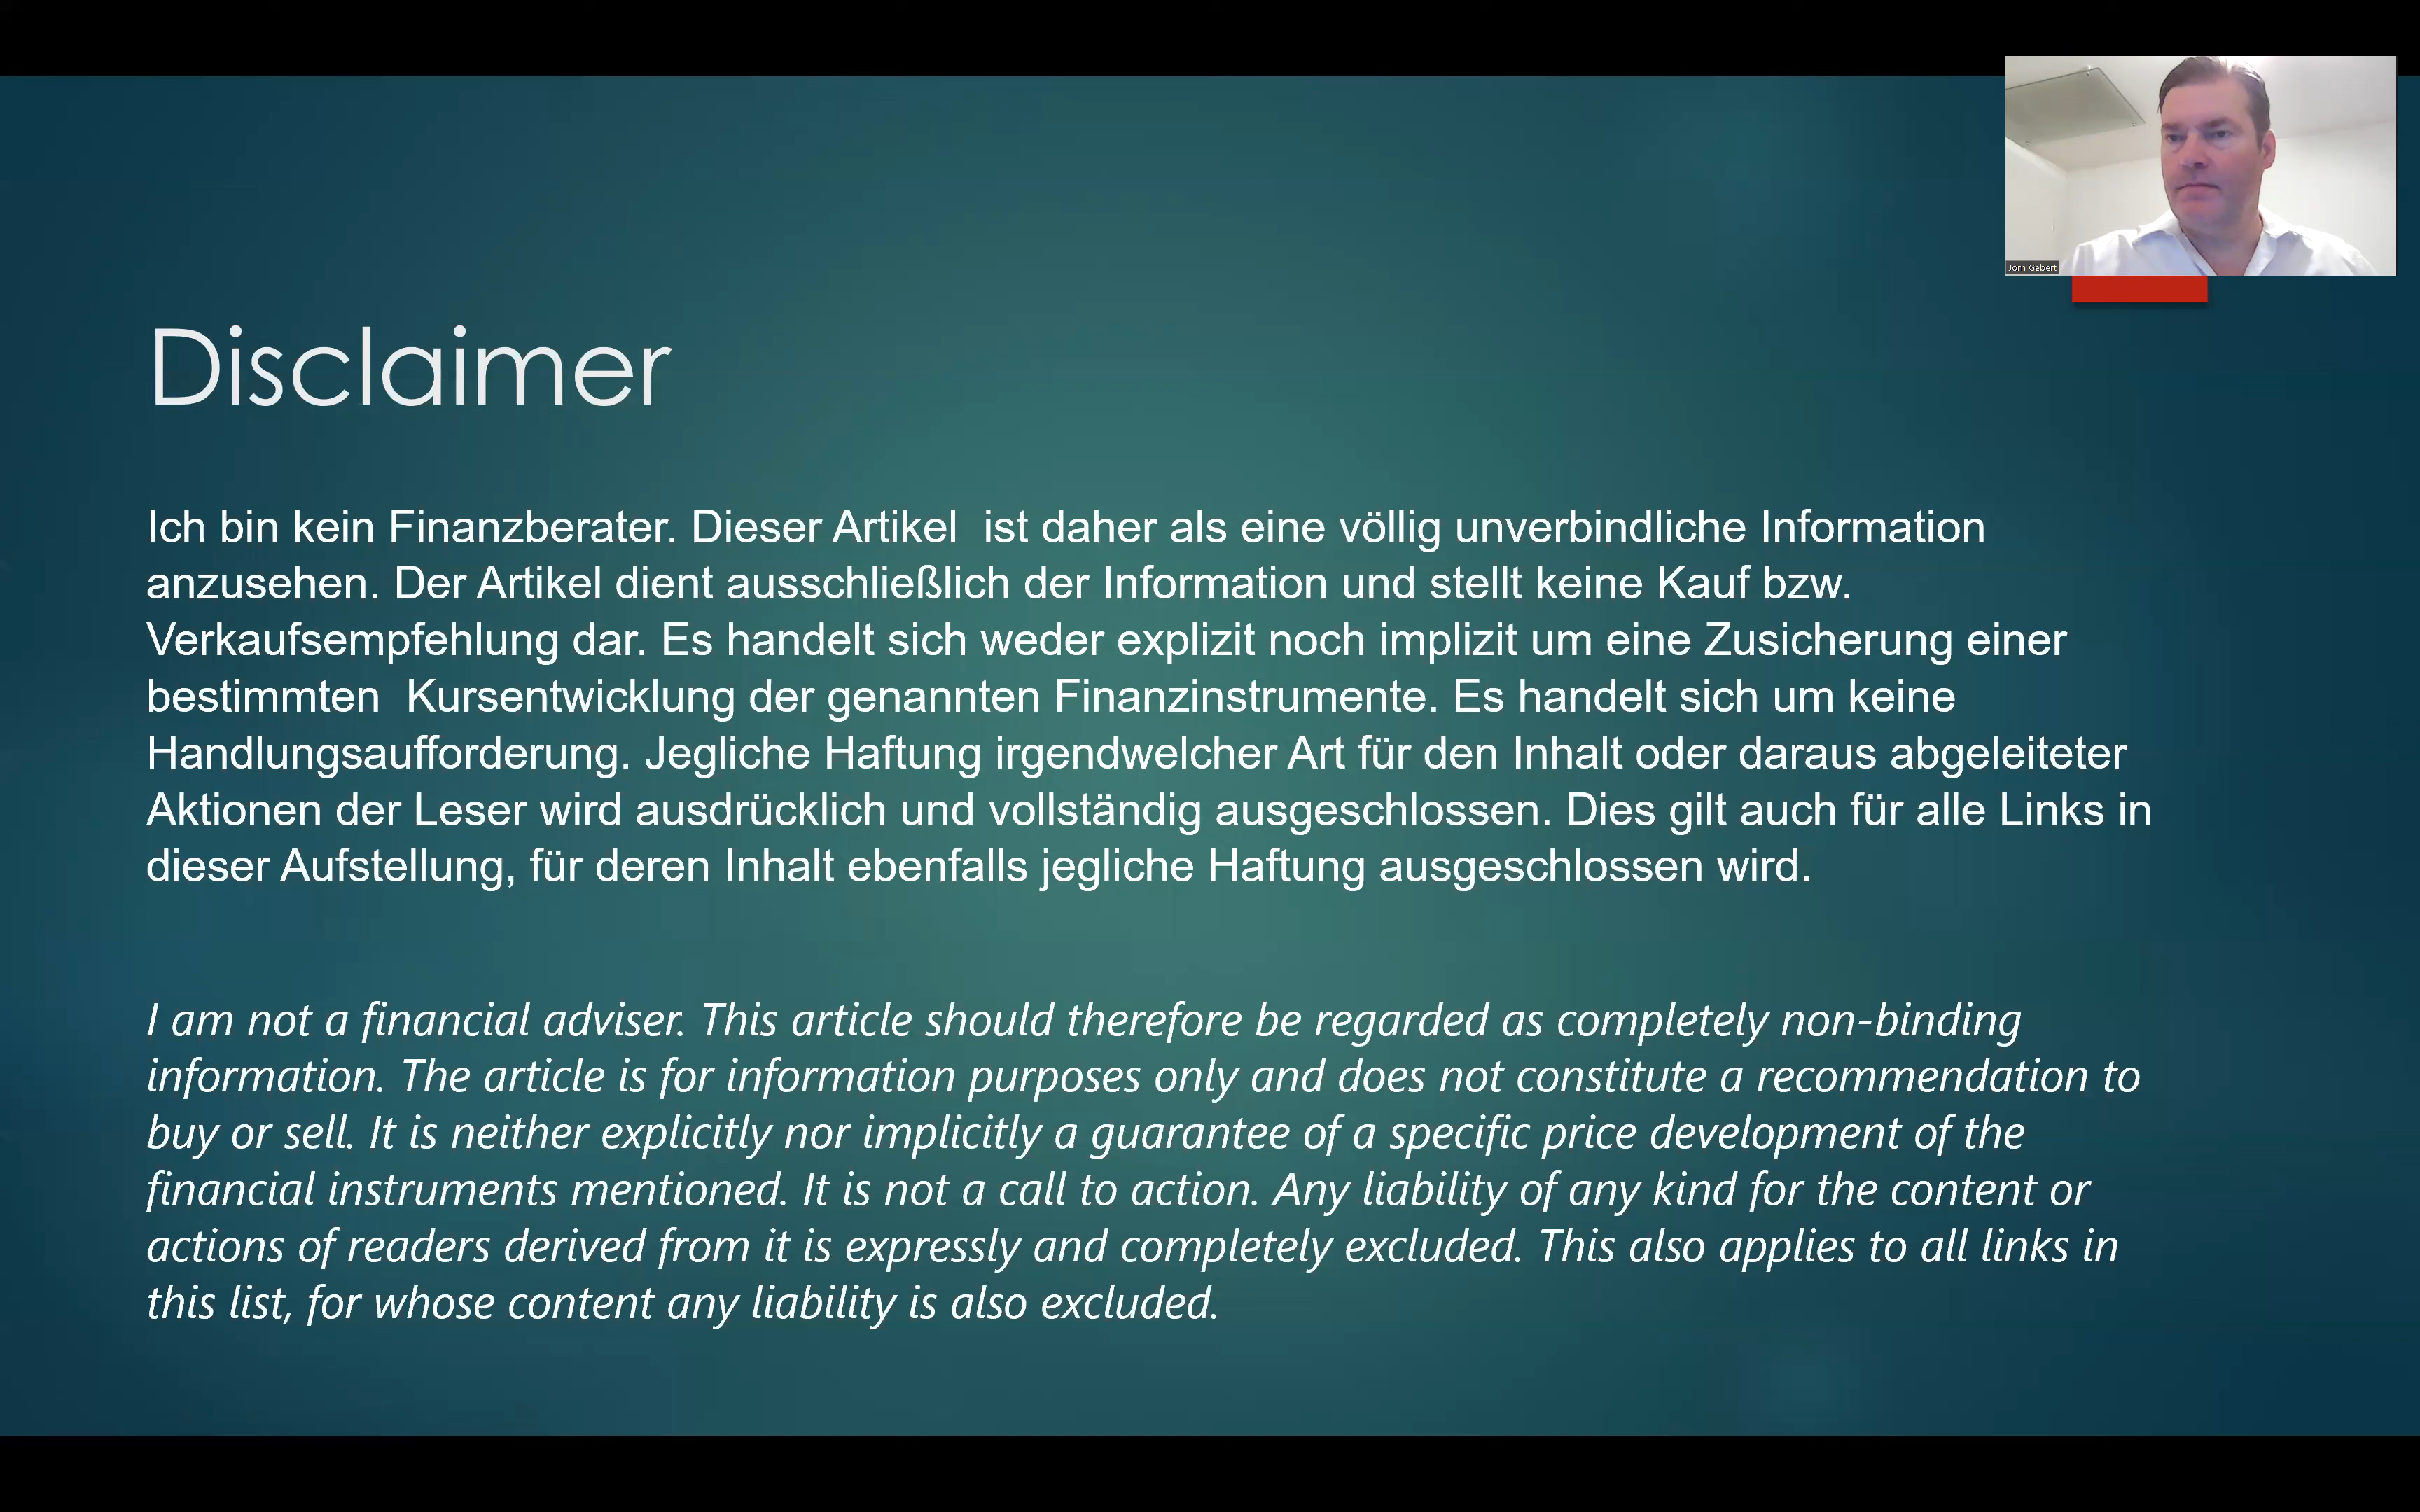 Jörn Gebert
Disclaimer
Ich bin kein Finanzberater. Dieser Artikel  ist daher als eine völlig unverbindliche Information
anzusehen. Der Artikel dient ausschließlich der Information und stellt keine Kauf bzw.
Verkaufsempfehlung dar. Es handelt sich weder explizit noch implizit um eine Zusicherung einer
bestimmten  Kursentwicklung der genannten Finanzinstrumente. Es handelt sich um keine
Handlungsaufforderung. Jegliche Haftung irgendwelcher Art für den Inhalt oder daraus abgeleiteter
Aktionen der Leser wird ausdrücklich und vollständig ausgeschlossen. Dies gilt auch für alle Links in
dieser Aufstellung, für deren Inhalt ebenfalls jegliche Haftung ausgeschlossen wird.
I am not a financial adviser. This article should therefore be regarded as completely non-binding
information. The article is for information purposes only and does not constitute a recommendation to
buy or sell. It is neither explicitly nor implicitly a guarantee of a specific price development of the
financial instruments mentioned. It is not a call to action. Any liability of any kind for the content or
actions of readers derived from it is expressly and completely excluded. This also applies to all links in
this list, for whose content any liability is also excluded.